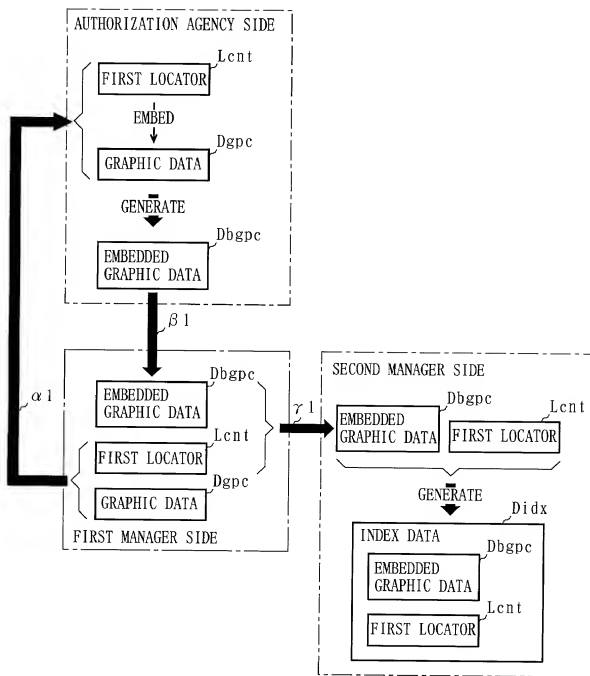 AUTHORIZATION AGENCY SIDE
Lcnt
FIRST LOCATOR
EMBED
Dgpc
GRAPHIC DATA
GENERATE
Dbgpc
EMBEDDED
GRAPHIC DATA
β1
α1
Dbgpc
EMBEDDED
GRAPHIC DATA
Lcnt
FIRST LOCATOR
Dgpc
GRAPHIC DATA
FIRST MANAGER SIDE
γ1
SECOND MANAGER SIDE
Dbgpc
EMBEDDED
GRAPHIC DATA
Lcnt
FIRST LOCATOR
GENERATE
Didx
INDEX DATA
Dbgpc
EMBEDDED
GRAPHIC DATA
Lcnt
FIRST LOCATOR